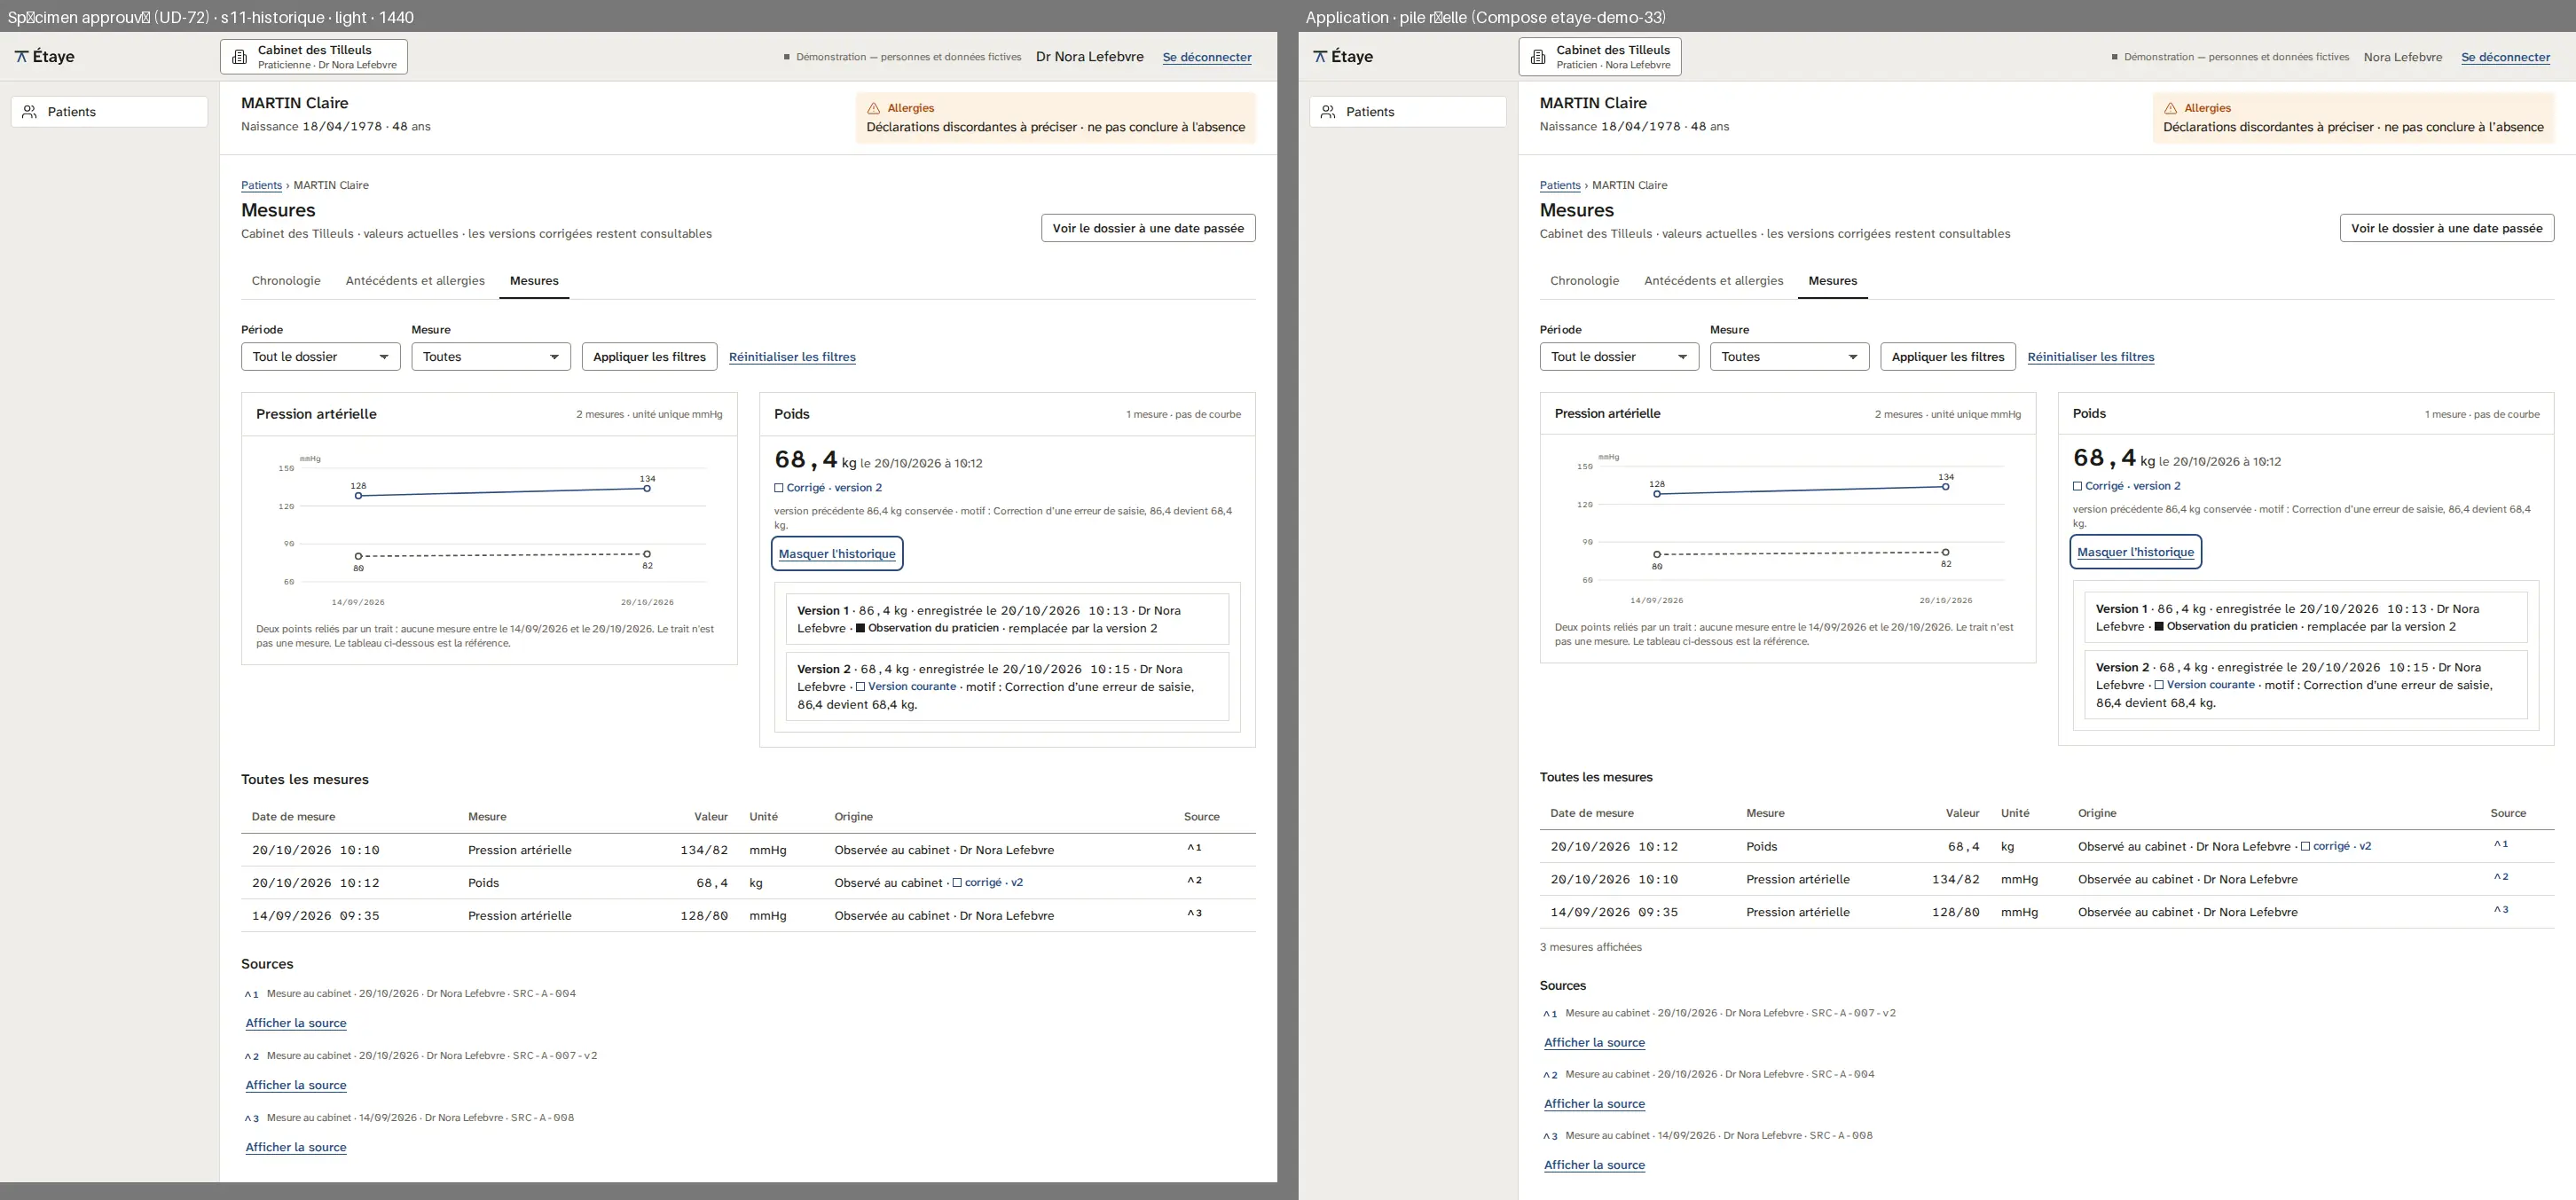 Sp□cimen approuv□ (UD-72) · s11-historique · light · 1440
Étaye
Cabinet des Tilleuls
Praticienne · Dr Nora Lefebvre
Démonstration — personnes et données fictives
Dr Nora Lefebvre
Se déconnecter
Patients
MARTIN Claire
Naissance 18/04/1978 · 48 ans
Allergies
Déclarations discordantes à préciser · ne pas conclure à l'absence
Patients › MARTIN Claire
Mesures
Cabinet des Tilleuls · valeurs actuelles · les versions corrigées restent consultables
Voir le dossier à une date passée
Chronologie Antécédents et allergies Mesures
Période Mesure
Tout le dossier Toutes Appliquer les filtres Réinitialiser les filtres
Pression artérielle 2 mesures · unité unique mmHg
mmHg
150
128
134
120
90
80
82
60
14/09/2026 20/10/2026
Deux points reliés par un trait : aucune mesure entre le 14/09/2026 et le 20/10/2026. Le trait n'est
pas une mesure. Le tableau ci-dessous est la référence.
Poids 1 mesure · pas de courbe
68,4 kg le 20/10/2026 à 10:12
Corrigé · version 2
version précédente 86,4 kg conservée · motif : Correction d'une erreur de saisie, 86,4 devient 68,4
kg.
Masquer l'historique
Version 1 · 86,4 kg · enregistrée le 20/10/2026 10:13 · Dr Nora
Lefebvre · Observation du praticien · remplacée par la version 2
Version 2 · 68,4 kg · enregistrée le 20/10/2026 10:15 · Dr Nora
Lefebvre · Version courante · motif : Correction d'une erreur de saisie,
86,4 devient 68,4 kg.
Toutes les mesures
Date de mesure Mesure Valeur Unité Origine Source
20/10/2026 10:10 Pression artérielle 134/82 mmHg Observée au cabinet · Dr Nora Lefebvre ^1
20/10/2026 10:12 Poids 68,4 kg Observé au cabinet · corrigé · v2 ^2
14/09/2026 09:35 Pression artérielle 128/80 mmHg Observée au cabinet · Dr Nora Lefebvre ^3
Sources
^1 Mesure au cabinet · 20/10/2026 · Dr Nora Lefebvre · SRC-A-004
Afficher la source
^2 Mesure au cabinet · 20/10/2026 · Dr Nora Lefebvre · SRC-A-007-v2
Afficher la source
^3 Mesure au cabinet · 14/09/2026 · Dr Nora Lefebvre · SRC-A-008
Afficher la source
Application · pile r□elle (Compose etaye-demo-33)
Étaye
Cabinet des Tilleuls
Praticien · Nora Lefebvre
Démonstration — personnes et données fictives
Nora Lefebvre
Se déconnecter
Patients
MARTIN Claire
Naissance 18/04/1978 · 48 ans
Allergies
Déclarations discordantes à préciser · ne pas conclure à l'absence
Patients › MARTIN Claire
Mesures
Cabinet des Tilleuls · valeurs actuelles · les versions corrigées restent consultables
Voir le dossier à une date passée
Chronologie Antécédents et allergies Mesures
Période Mesure
Tout le dossier Toutes Appliquer les filtres Réinitialiser les filtres
Pression artérielle 2 mesures · unité unique mmHg
mmHg
150
128
134
120
90
80
82
60
14/09/2026 20/10/2026
Deux points reliés par un trait : aucune mesure entre le 14/09/2026 et le 20/10/2026. Le trait n'est
pas une mesure. Le tableau ci-dessous est la référence.
Poids 1 mesure · pas de courbe
68,4 kg le 20/10/2026 à 10:12
Corrigé · version 2
version précédente 86,4 kg conservée · motif : Correction d'une erreur de saisie, 86,4 devient 68,4
kg.
Masquer l'historique
Version 1 · 86,4 kg · enregistrée le 20/10/2026 10:13 · Dr Nora
Lefebvre · Observation du praticien · remplacée par la version 2
Version 2 · 68,4 kg · enregistrée le 20/10/2026 10:15 · Dr Nora
Lefebvre · Version courante · motif : Correction d'une erreur de saisie,
86,4 devient 68,4 kg.
Toutes les mesures
Date de mesure Mesure Valeur Unité Origine Source
20/10/2026 10:12 Poids 68,4 kg Observé au cabinet · Dr Nora Lefebvre · corrigé · v2 ^1
20/10/2026 10:10 Pression artérielle 134/82 mmHg Observée au cabinet · Dr Nora Lefebvre ^2
14/09/2026 09:35 Pression artérielle 128/80 mmHg Observée au cabinet · Dr Nora Lefebvre ^3
3 mesures affichées
Sources
^1 Mesure au cabinet · 20/10/2026 · Dr Nora Lefebvre · SRC-A-007-v2
Afficher la source
^2 Mesure au cabinet · 20/10/2026 · Dr Nora Lefebvre · SRC-A-004
Afficher la source
^3 Mesure au cabinet · 14/09/2026 · Dr Nora Lefebvre · SRC-A-008
Afficher la source